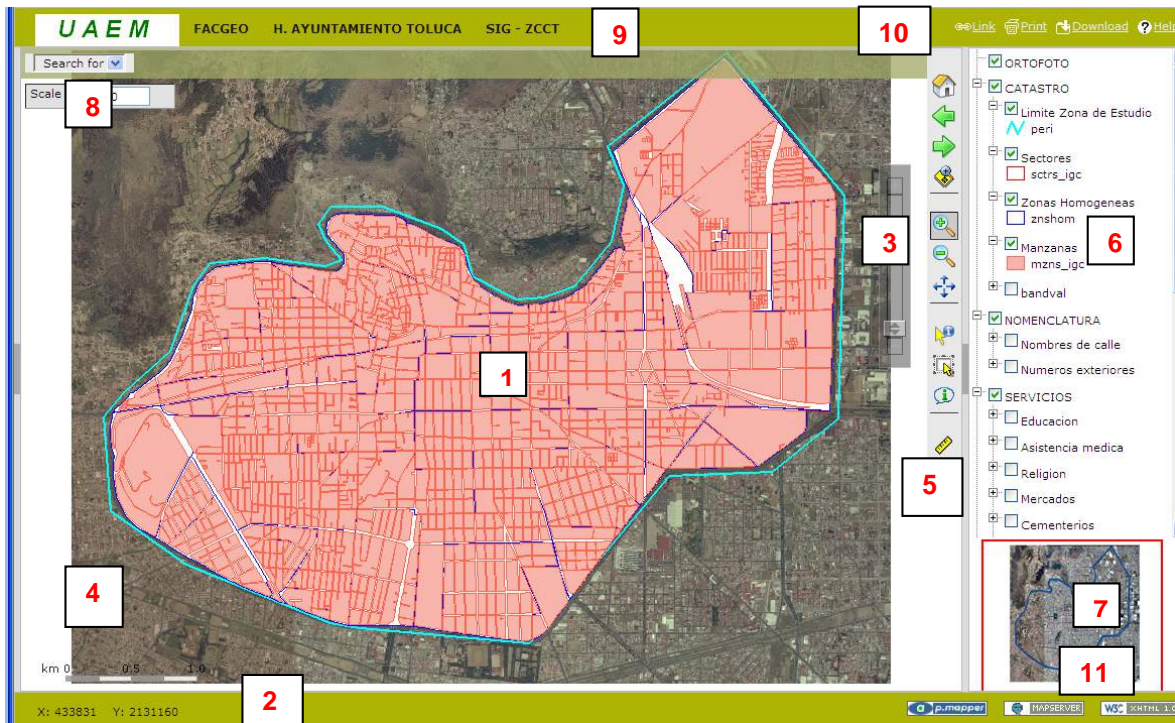 UAEM
FACGEO
H. AYUNTAMIENTO TOLUCA
SIG - ZCCT
9
10
Link
Print
Download
Help
Search for
Scale
8
ORTOFOTO
CATASTRO
Limite Zona de Estudio
peri
Sectores
sctrs_igc
Zonas Homogeneas
znshom
Manzanas
mzns_igc
bandval
NOMENCLATURA
Nombres de calle
Numeros exteriores
SERVICIOS
Educacion
Asistencia medica
Religion
Mercados
Cementerios
3
6
1
5
4
7
11
km 0 0.5 1.0
2
X: 433831 Y: 2131160
p.mapper
MAPSERVER
W3C XHTML 1.0